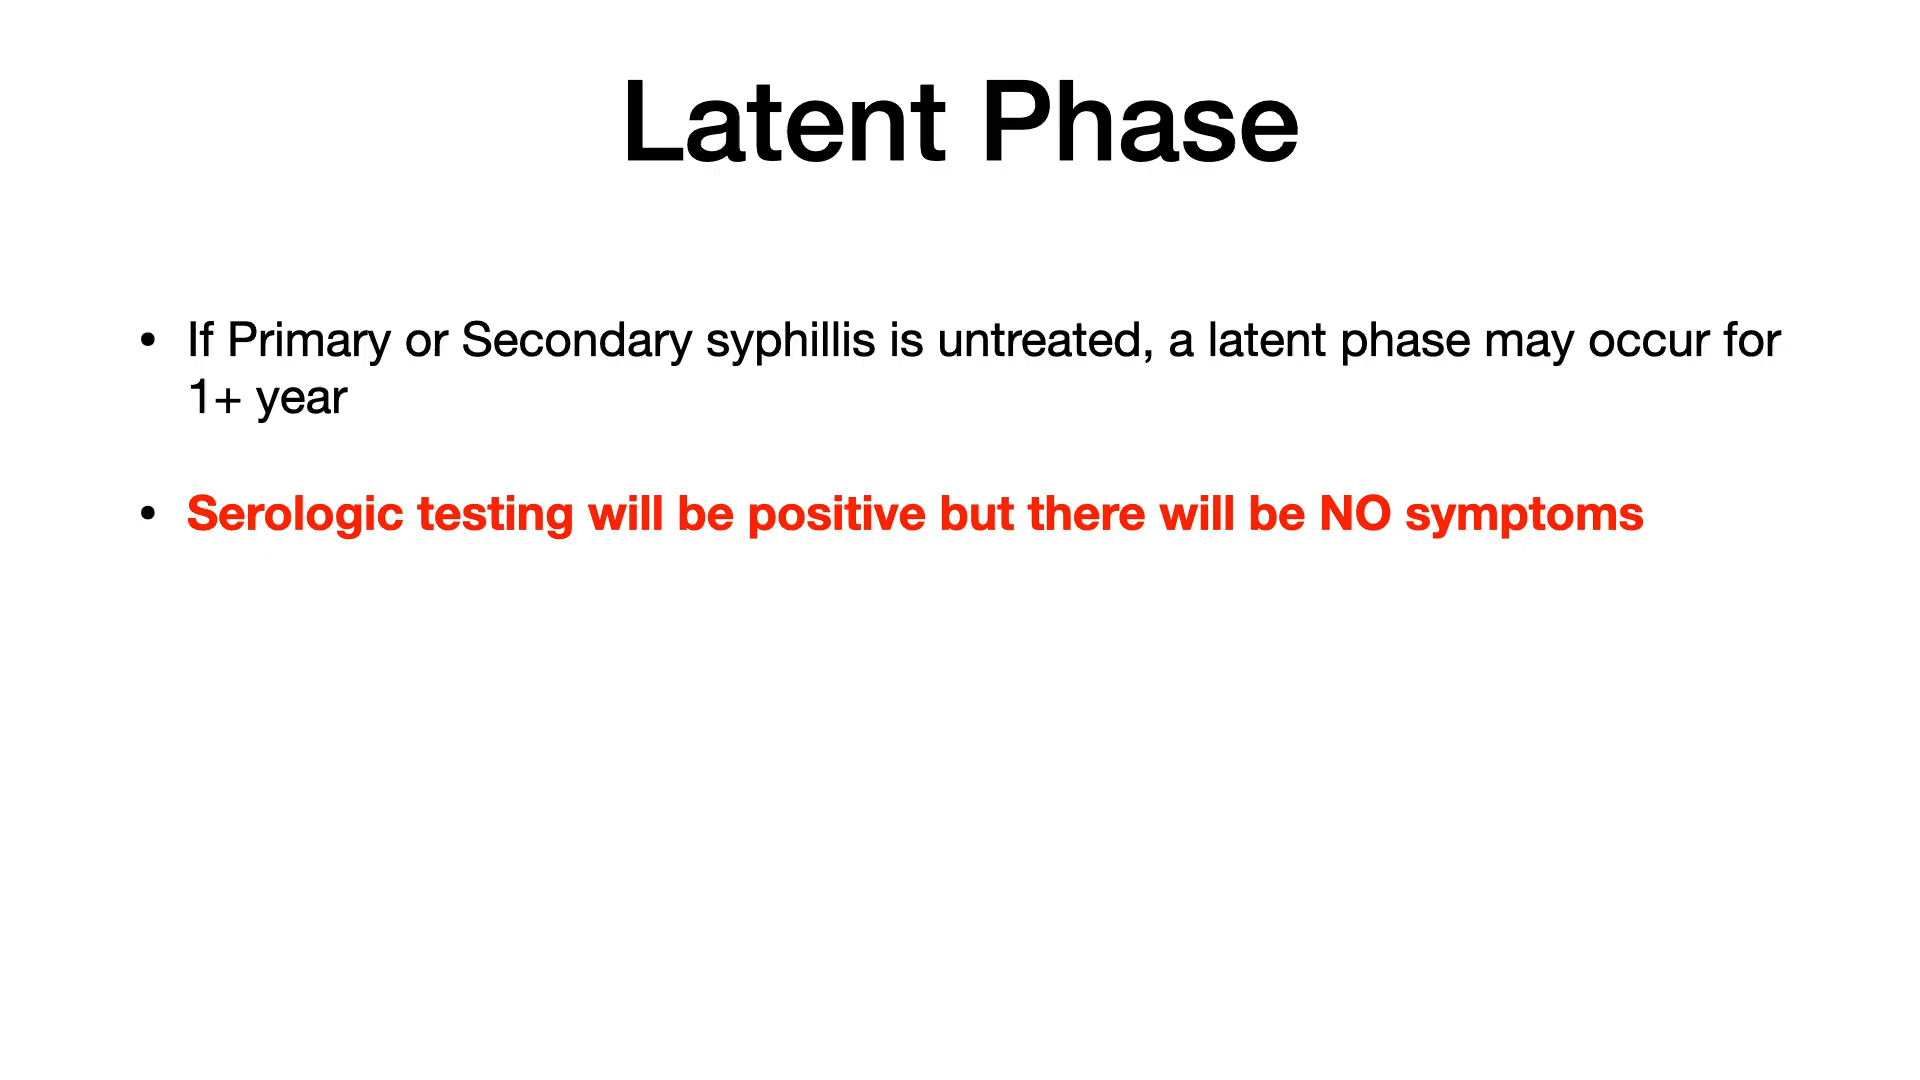 Latent Phase
• If Primary or Secondary syphillis is untreated, a latent phase may occur for
1+ year
• Serologic testing will be positive but there will be NO symptoms